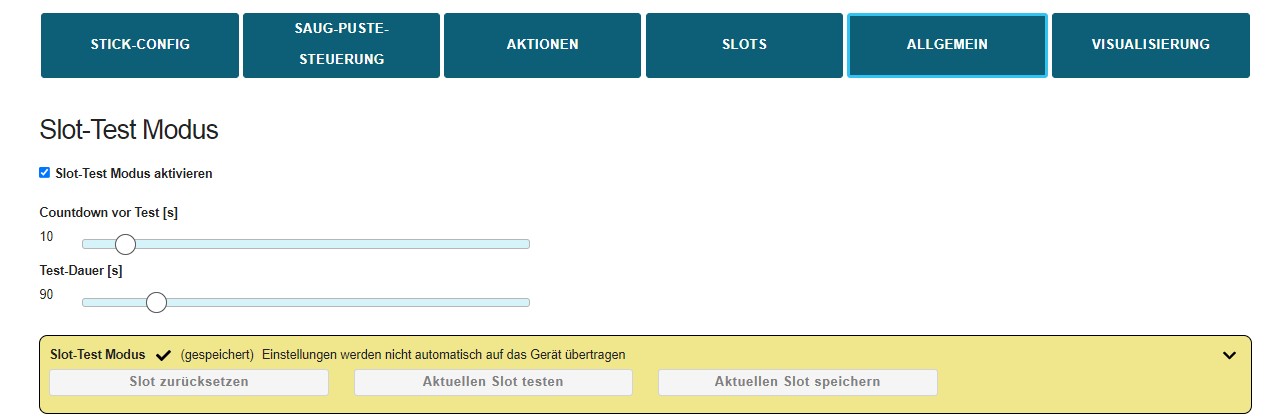 STICK-CONFIG
SAUG-PUSTE-
STEUERUNG
AKTIONEN
SLOTS
ALLGEMEIN
VISUALISIERUNG
Slot-Test Modus
Slot-Test Modus aktivieren
Countdown vor Test [s]
10
Test-Dauer [s]
90
Slot-Test Modus (gespeichert) Einstellungen werden nicht automatisch auf das Gerät übertragen
Slot zurücksetzen Aktuellen Slot testen Aktuellen Slot speichern